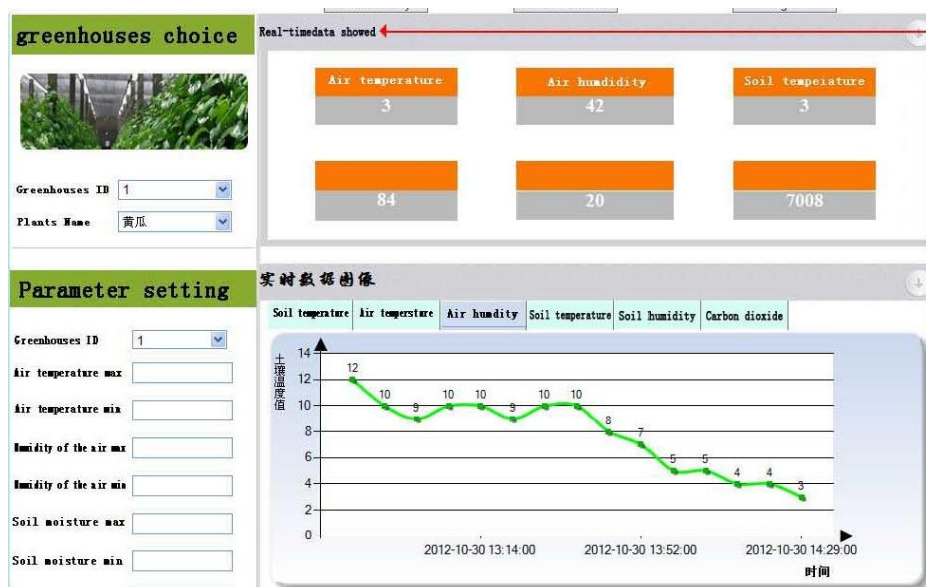 greenhouses choice
Real-timedata showed
Air temperature
3
Air humdidity
42
Soil tempeiature
3
84
20
7008
Greenhouses ID 1
Plants Name 黄瓜
Parameter setting
Greenhouses ID 1
Air temperature max
Air temperature min
Humidity of the air max
Humidity of the air min
Soil moisture max
Soil moisture min
实时数据图像
Soil temperature Air tempersture Air humdity Soil temperature Soil humidity Carbon dioxide
土壤温度值
14
12
10
8
6
4
2
0
12 10 9 10 10 9 10 10 8 7 5 5 4 4 3
2012-10-30 13:14:00 2012-10-30 13:52:00 2012-10-30 14:29:00
时间